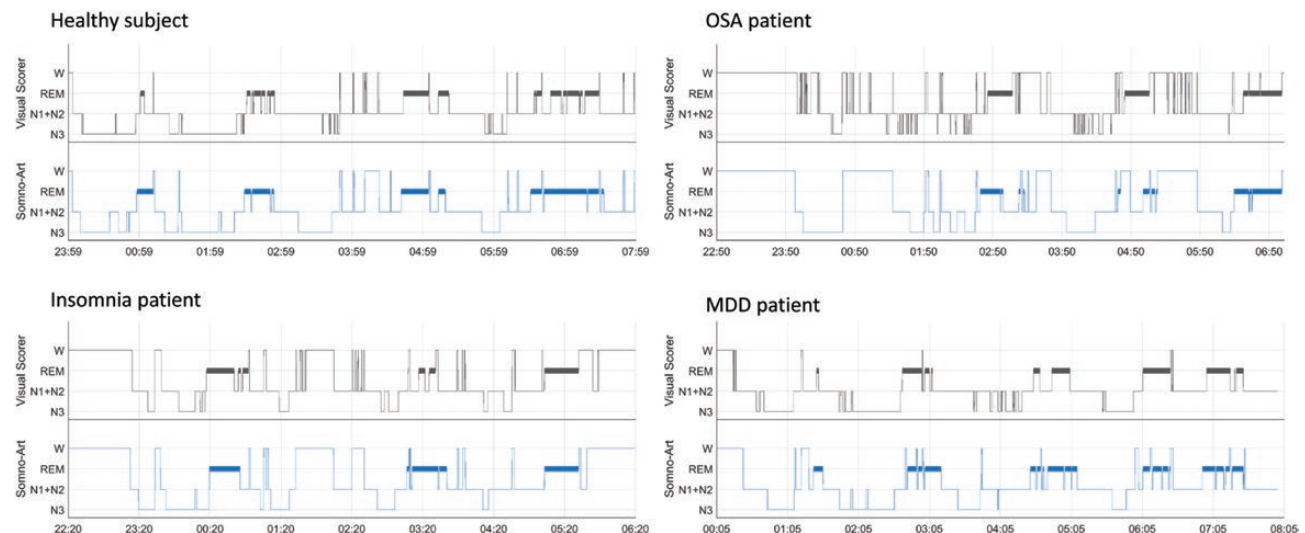 Healthy subject
Visual Scorer
W
REM
N1+N2
N3
Somno-Art
W
REM
N1+N2
N3
23:59 00:59 01:59 02:59 03:59 04:59 05:59 06:59 07:59
OSA patient
Visual Scorer
W
REM
N1+N2
N3
Somno-Art
W
REM
N1+N2
N3
22:50 23:50 00:50 01:50 02:50 03:50 04:50 05:50 06:50
Insomnia patient
Visual Scorer
W
REM
N1+N2
N3
Somno-Art
W
REM
N1+N2
N3
22:20 23:20 00:20 01:20 02:20 03:20 04:20 05:20 06:20
MDD patient
Visual Scorer
W
REM
N1+N2
N3
Somno-Art
W
REM
N1+N2
N3
00:05 01:05 02:05 03:05 04:05 05:05 06:05 07:05 08:05